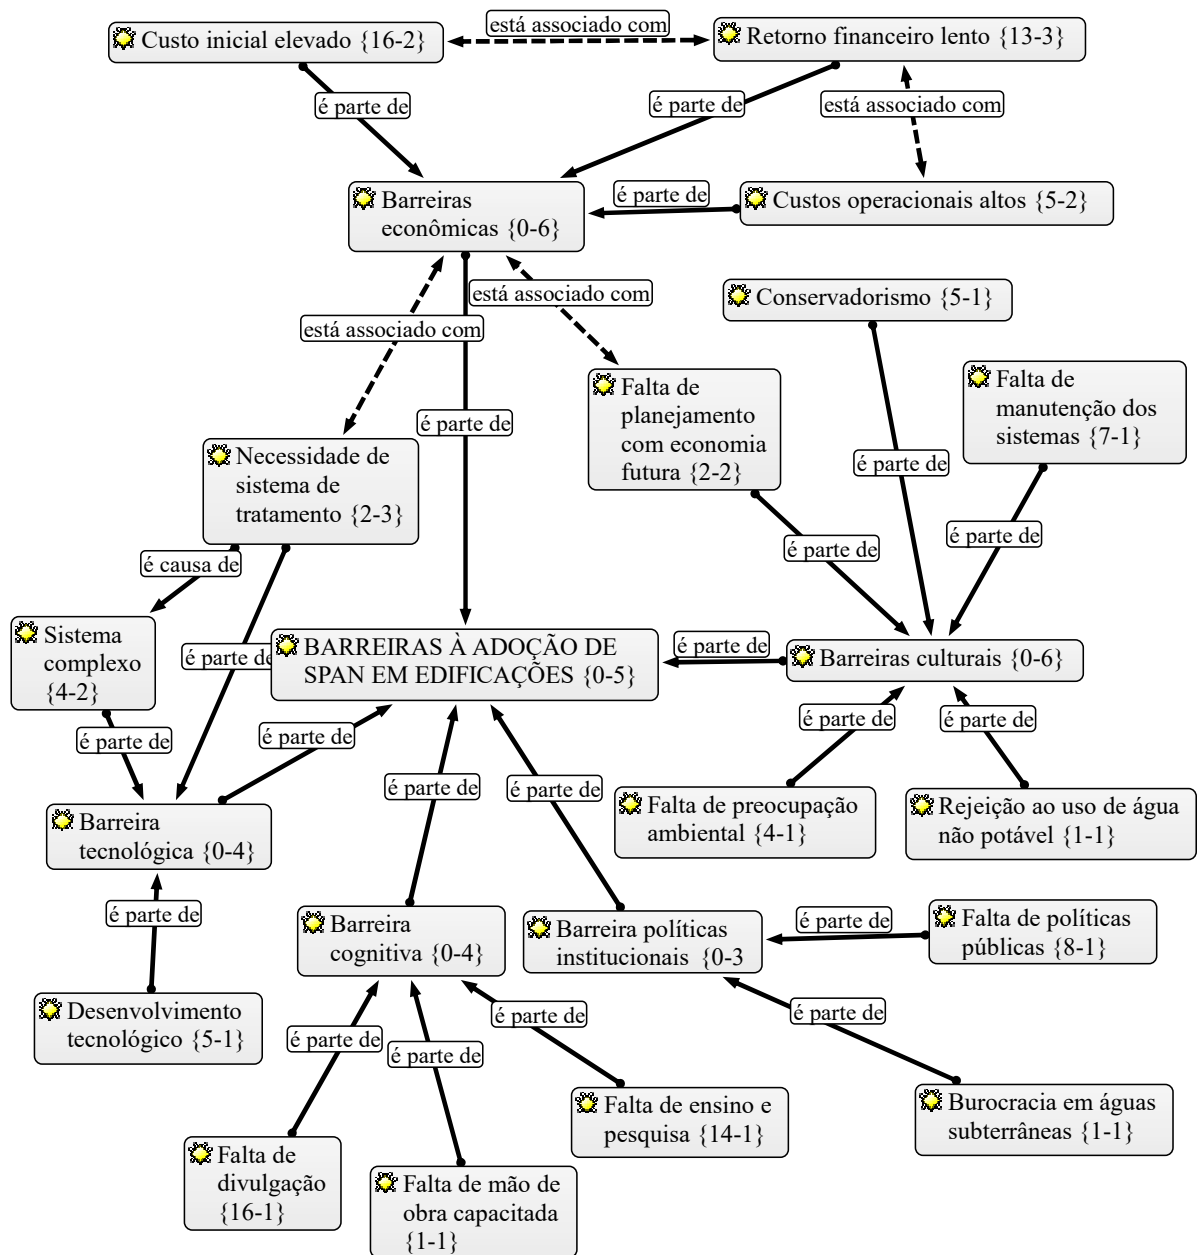 Custo inicial elevado {16-2}
está associado com
Retorno financeiro lento {13-3}
é parte de
é parte de
está associado com
Barreiras
econômicas {0-6}
é parte de
Custos operacionais altos {5-2}
está associado com
está associado com
Conservadorismo {5-1}
Falta de
planejamento
com economia
futura {2-2}
Falta de
manutenção dos
sistemas {7-1}
é parte de
Necessidade de
sistema de
tratamento {2-3}
é parte de
é parte de
é parte de
é causa de
Sistema
complexo
{4-2}
é parte de
BARREIRAS À ADOÇÃO DE
SPAN EM EDIFICAÇÕES {0-5}
é parte de
Barreiras culturais {0-6}
é parte de
é parte de
é parte de
é parte de
é parte de
é parte de
Barreira
tecnológica {0-4}
Falta de preocupação
ambiental {4-1}
Rejeição ao uso de água
não potável {1-1}
é parte de
Barreira
cognitiva {0-4}
Barreira políticas
institucionais {0-3
é parte de
Falta de políticas
públicas {8-1}
Desenvolvimento
tecnológico {5-1}
é parte de
é parte de
é parte de
é parte de
Falta de ensino e
pesquisa {14-1}
Burocracia em águas
subterrâneas {1-1}
Falta de
divulgação
{16-1}
Falta de mão de
obra capacitada
{1-1}